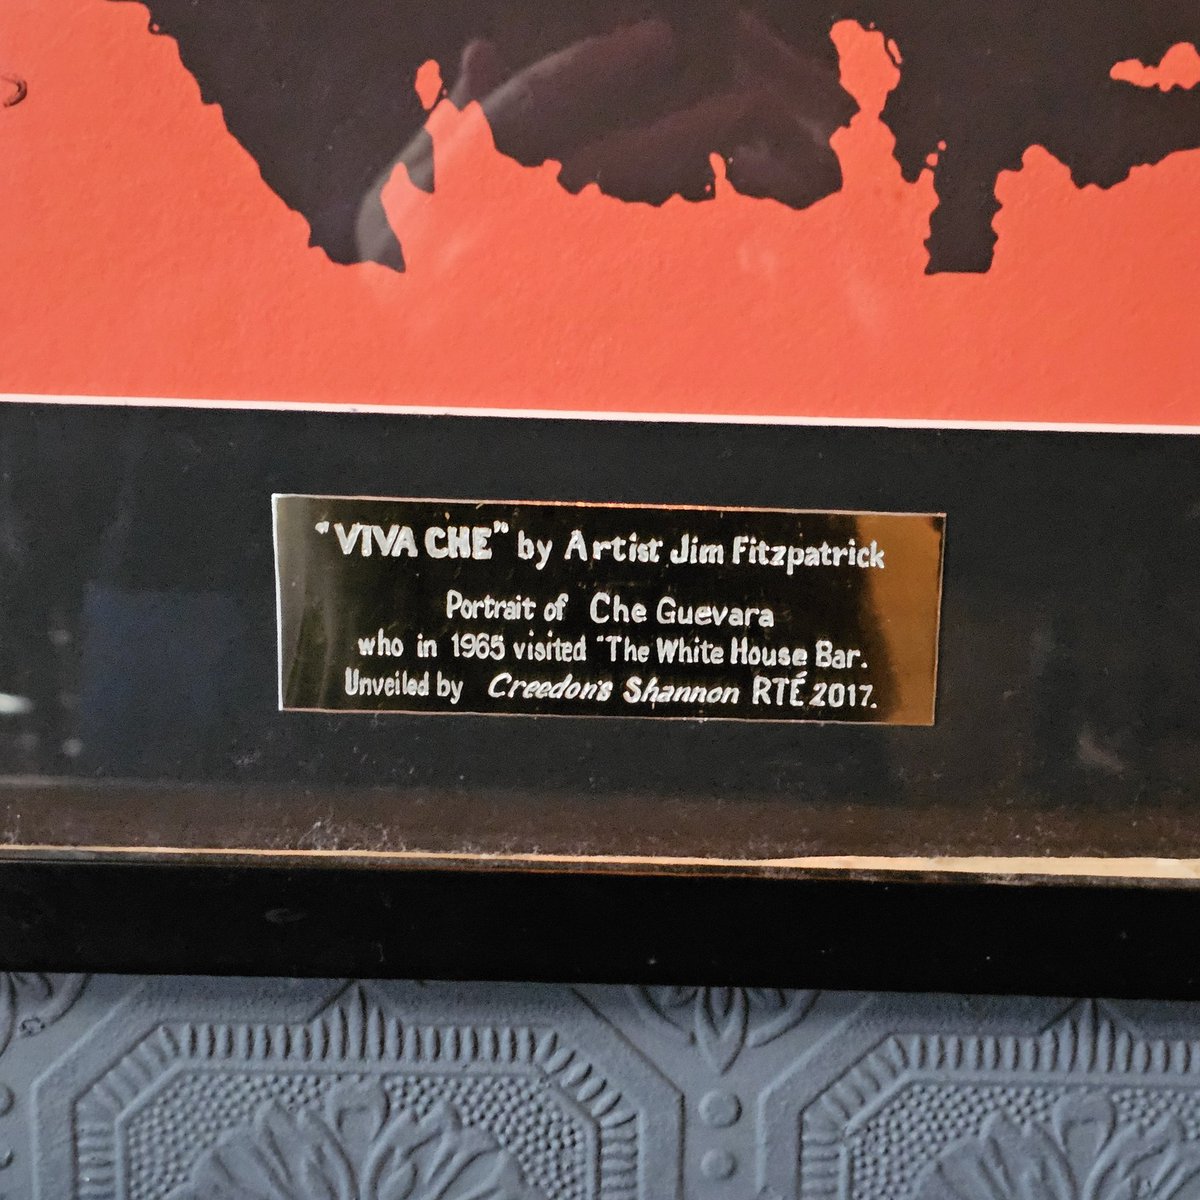 "VIVA CHE" by Artist Jim Fitzpatrick
Portrait of Che Guevara
who in 1965 visited "The White House Bar.
Unveiled by Creedon's Shannon RTÉ 2017.